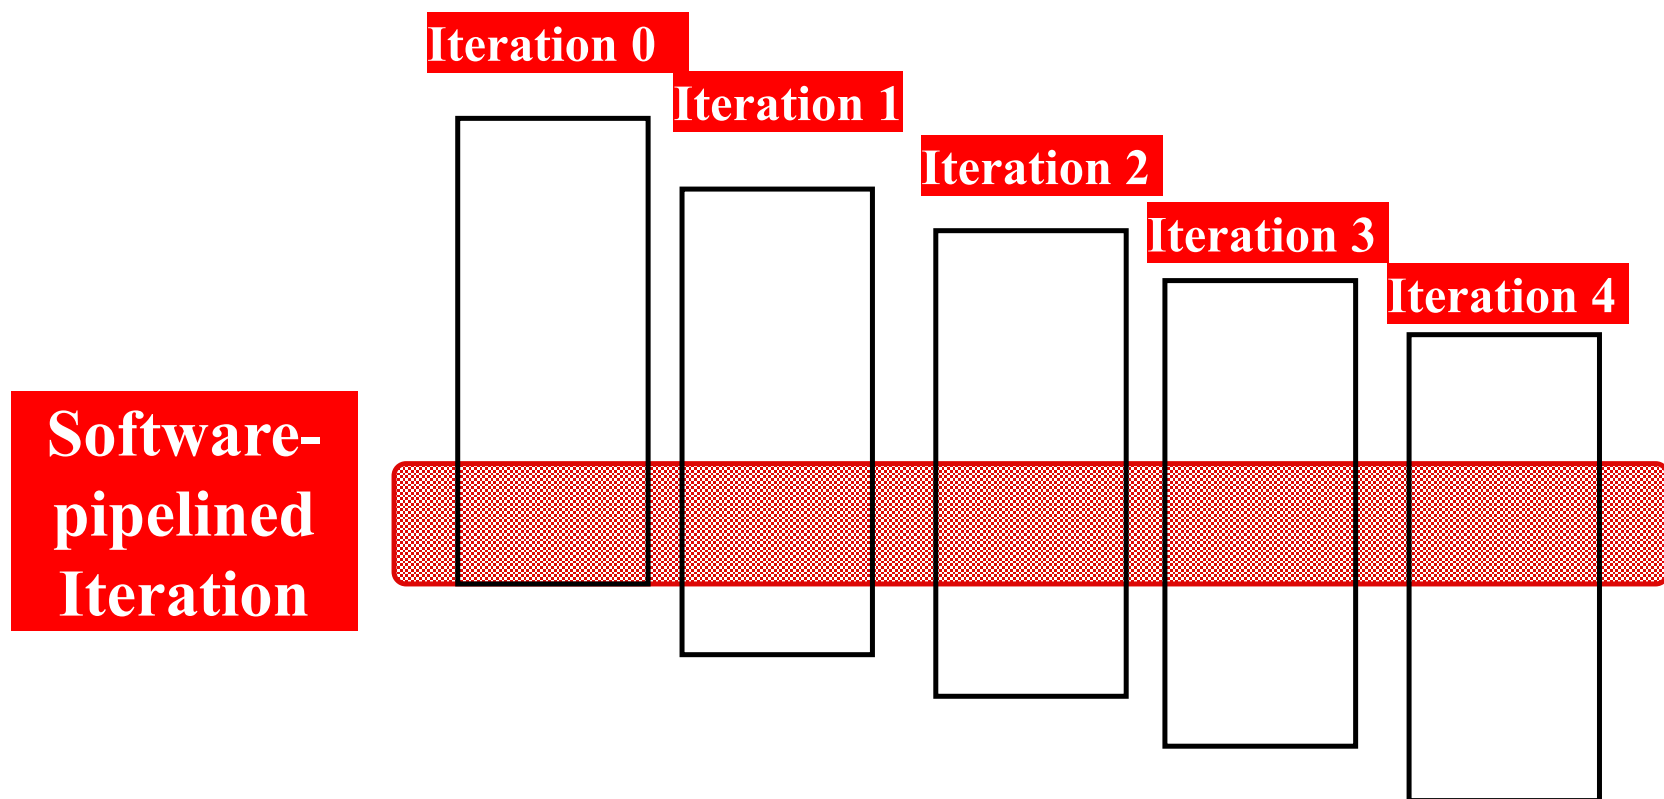 Iteration 0
Iteration 1
Iteration 2
Iteration 3
Iteration 4
Software-
pipelined
Iteration